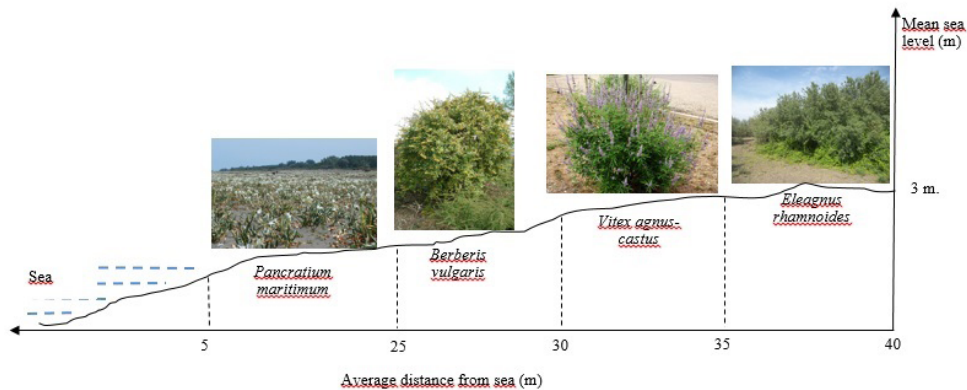 Mean sea
level (m)
3 m.
Eleagnus
rhamnoides
Vitex agnus-
castus
Berberis
vulgaris
Pancratium
maritimum
Sea
5
25
30
35
40
Average distance from sea (m)